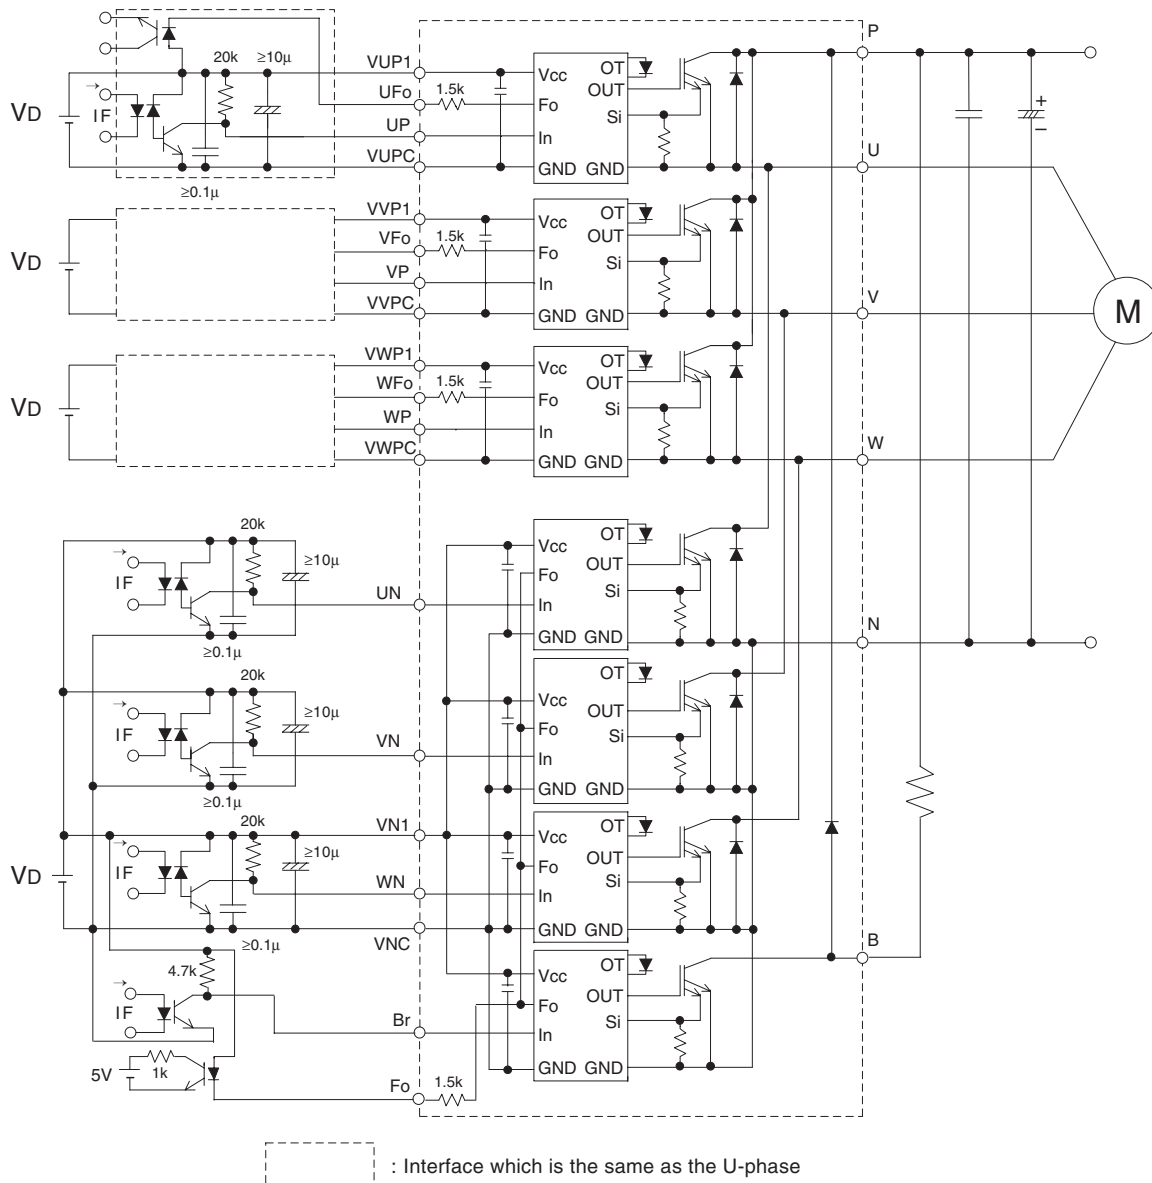 P
20k
≥10μ
VUP1
Vcc
OT
UFo
1.5k
OUT
VD
IF
Fo
Si
UP
In
VUPC
GND GND
U
≥0.1μ
VVP1
Vcc
OT
VFo
1.5k
OUT
VD
Fo
Si
VP
In
V
VVPC
GND GND
M
VWP1
Vcc
OT
WFo
1.5k
OUT
VD
Fo
Si
WP
In
W
VWPC
GND GND
20k
≥10μ
OT
Vcc
OUT
IF
Fo
Si
UN
In
N
GND GND
≥0.1μ
20k
OT
≥10μ
Vcc
OUT
IF
Fo
Si
VN
In
GND GND
≥0.1μ
20k
VN1
Vcc
OT
≥10μ
OUT
VD
IF
Fo
Si
WN
In
B
VNC
GND GND
≥0.1μ
OT
4.7k
Vcc
OUT
IF
Fo
Si
Br
In
5V
1k
GND GND
Fo
1.5k
: Interface which is the same as the U-phase
+
–